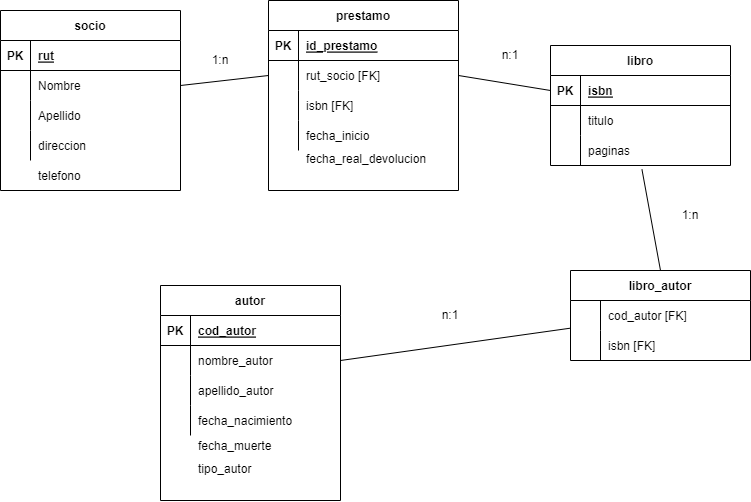 socio
PK rut
Nombre
Apellido
direccion
telefono
1:n
prestamo
PK id_prestamo
rut_socio [FK]
isbn [FK]
fecha_inicio
fecha_real_devolucion
n:1
libro
PK isbn
titulo
paginas
1:n
libro_autor
cod_autor [FK]
isbn [FK]
n:1
autor
PK cod_autor
nombre_autor
apellido_autor
fecha_nacimiento
fecha_muerte
tipo_autor